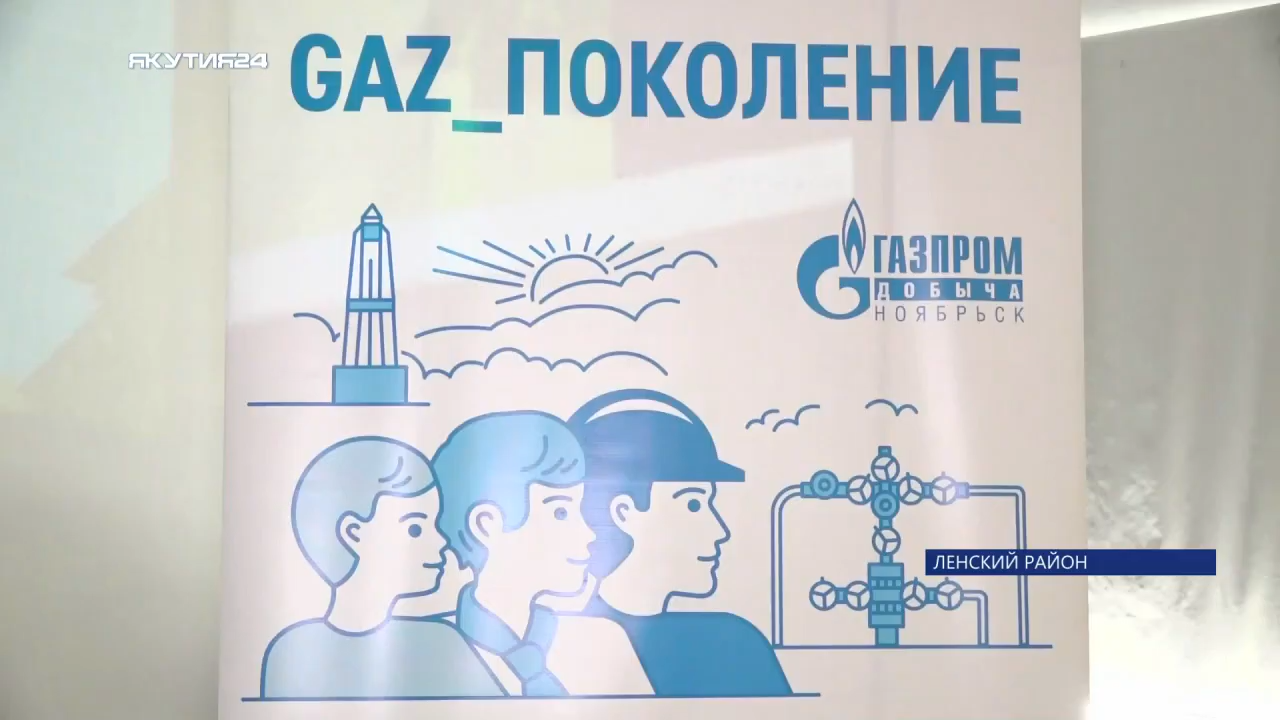 ЯКУТИЯ24
GAZ_ПОКОЛЕНИЕ
ГАЗПРОМ
ДОБЫЧА
НОЯБРЬСК
ЛЕНСКИЙ РАЙОН